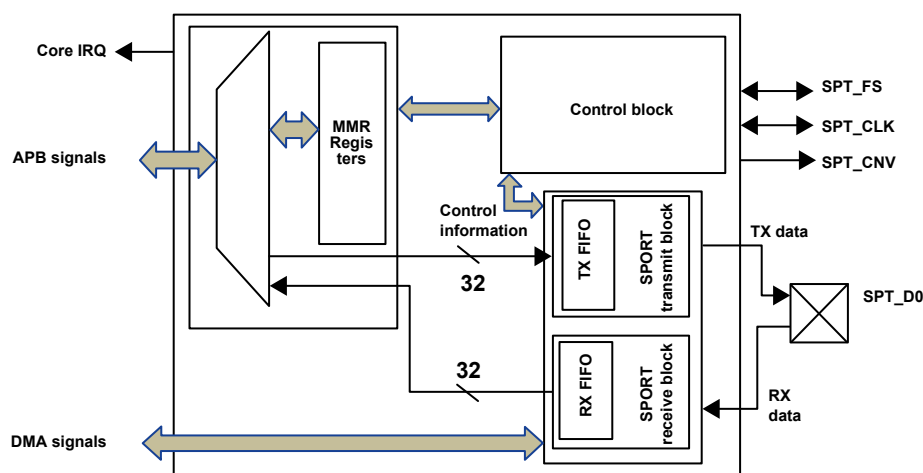 Core IRQ
APB signals
DMA signals
MMR
Regis
ters
Control block
SPT_FS
SPT_CLK
SPT_CNV
Control
information
32
32
TX FIFO
SPORT
transmit block
RX FIFO
SPORT
receive block
TX data
SPT_D0
RX
data